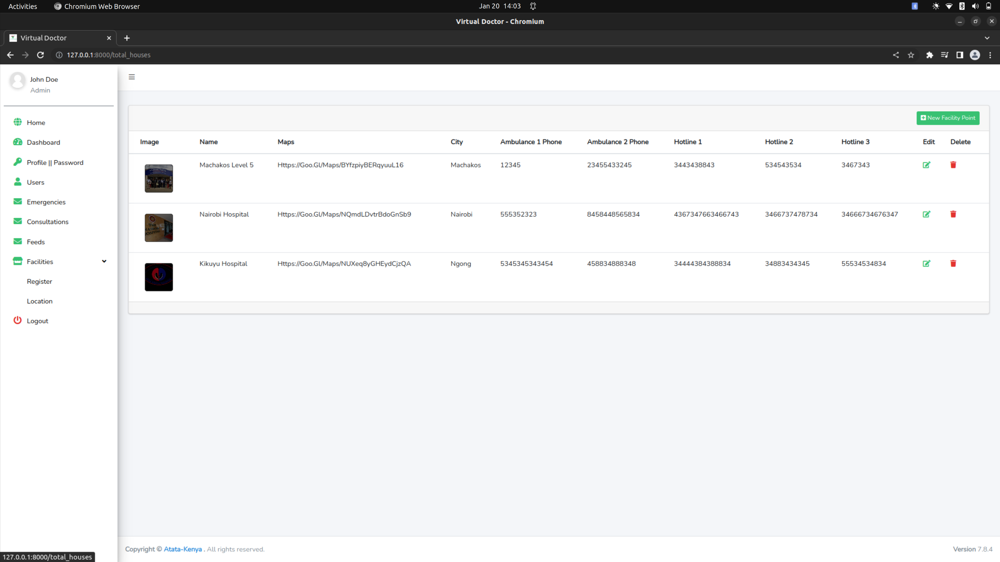 Activities Chromium Web Browser Jan 20 14:03
Virtual Doctor - Chromium
Virtual Doctor
127.0.0.1:8000/total_houses
John Doe
Admin
Home
Dashboard
Profile || Password
Users
Emergencies
Consultations
Feeds
Facilities
Register
Location
Logout
New Facility Point
Image Name Maps City Ambulance 1 Phone Ambulance 2 Phone Hotline 1 Hotline 2 Hotline 3 Edit Delete
Machakos Level 5 Https://Goo.Gl/Maps/BYfzpiyBERqyuuL16 Machakos 12345 23455433245 3443438843 534543534 3467343
Nairobi Hospital Https://Goo.Gl/Maps/NQmdLDvtrBdoGnSb9 Nairobi 555352323 8458448565834 4367347663466743 3466737478734 34666734676347
THE
NAIROBI
HOSPITAL
Kikuyu Hospital Https://Goo.Gl/Maps/NUXeq8yGHEydCjzQA Ngong 5345345343454 458834888348 34444384388834 34883434345 55534534834
Copyright © Atata-Kenya . All rights reserved. Version 7.8.4
127.0.0.1:8000/total_houses